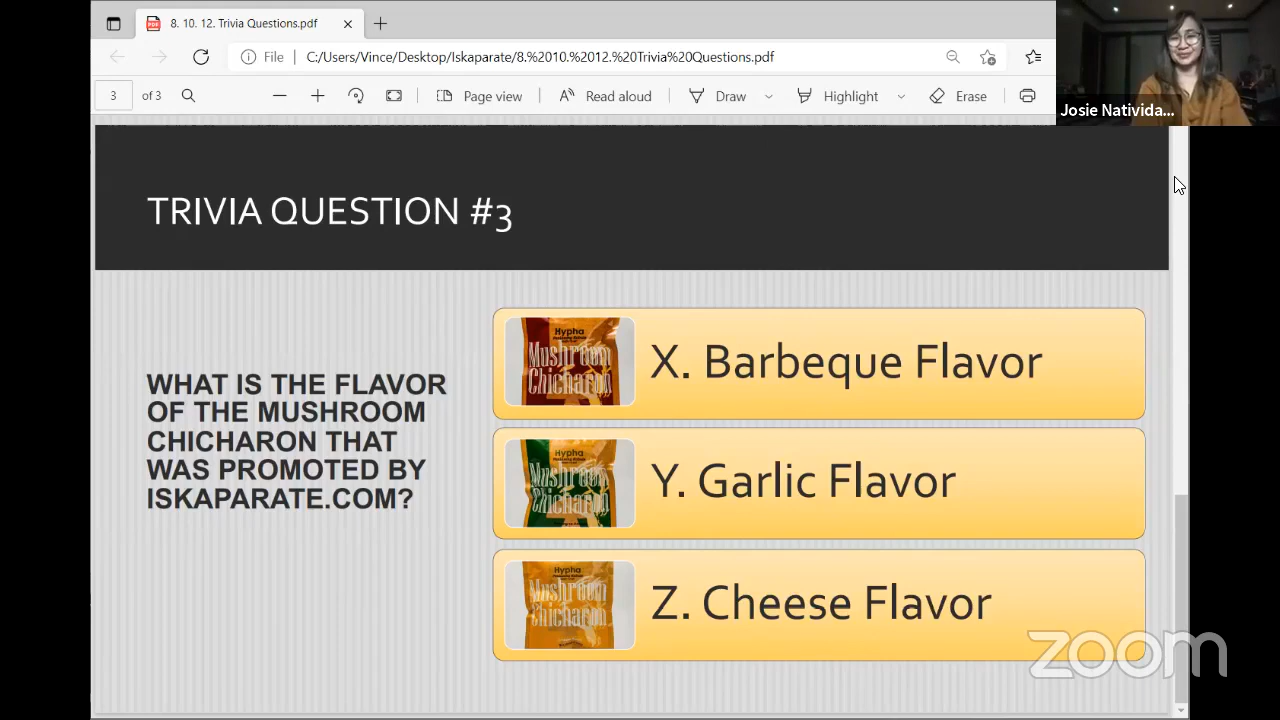 8. 10. 12. Trivia Questions.pdf
File
C:/Users/Vince/Desktop/Iskaparate/8.%2010.%2012.%20Trivia%20Questions.pdf
3 of 3
Page view
Read aloud
Draw
Highlight
Erase
Josie Nativida...
TRIVIA QUESTION #3
WHAT IS THE FLAVOR
OF THE MUSHROOM
CHICHARON THAT
WAS PROMOTED BY
ISKAPARATE.COM?
Hypha
Mushroom
Chicharon
X. Barbeque Flavor
Hypha
Mushroom
Chicharon
Y. Garlic Flavor
Hypha
Mushroom
Chicharon
Z. Cheese Flavor
zoom